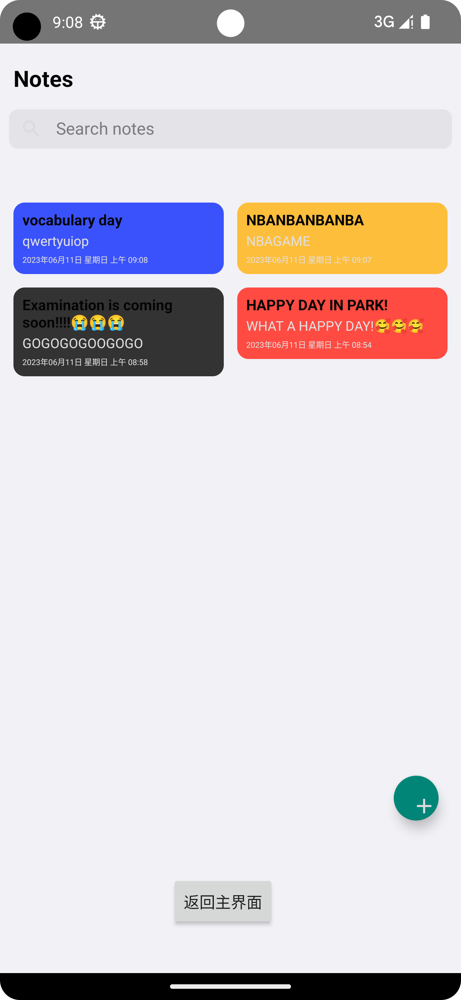 9:08
3G
Notes
Search notes
vocabulary day
qwertyuiop
2023年06月11日 星期日 上午 09:08
NBANBANBANBA
NBAGAME
2023年06月11日 星期日 上午 09:07
Examination is coming
soon!!!!😭😭😭
GOGOGOGOOGOGO
2023年06月11日 星期日 上午 08:58
HAPPY DAY IN PARK!
WHAT A HAPPY DAY!🥰🥰🥰
2023年06月11日 星期日 上午 08:54
返回主界面